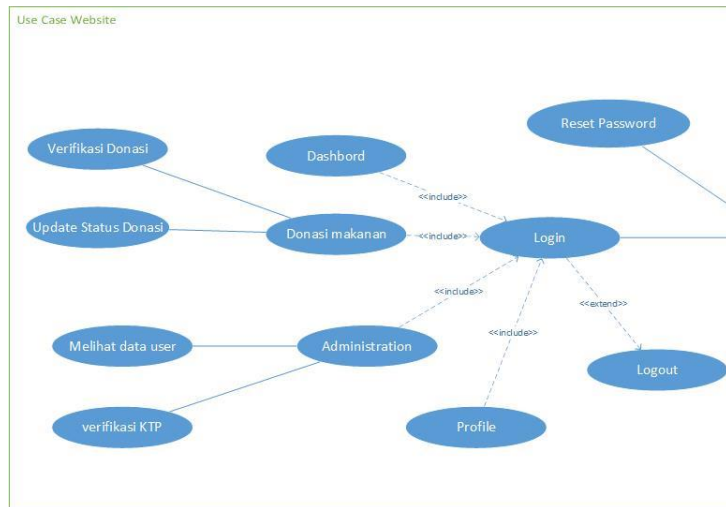 Use Case Website
Reset Password
Verifikasi Donasi
Dashbord
<<include>>
Update Status Donasi
Donasi makanan
<<include>>
Login
<<include>>
<<extend>>
<<include>>
Melihat data user
Administration
Logout
verifikasi KTP
Profile